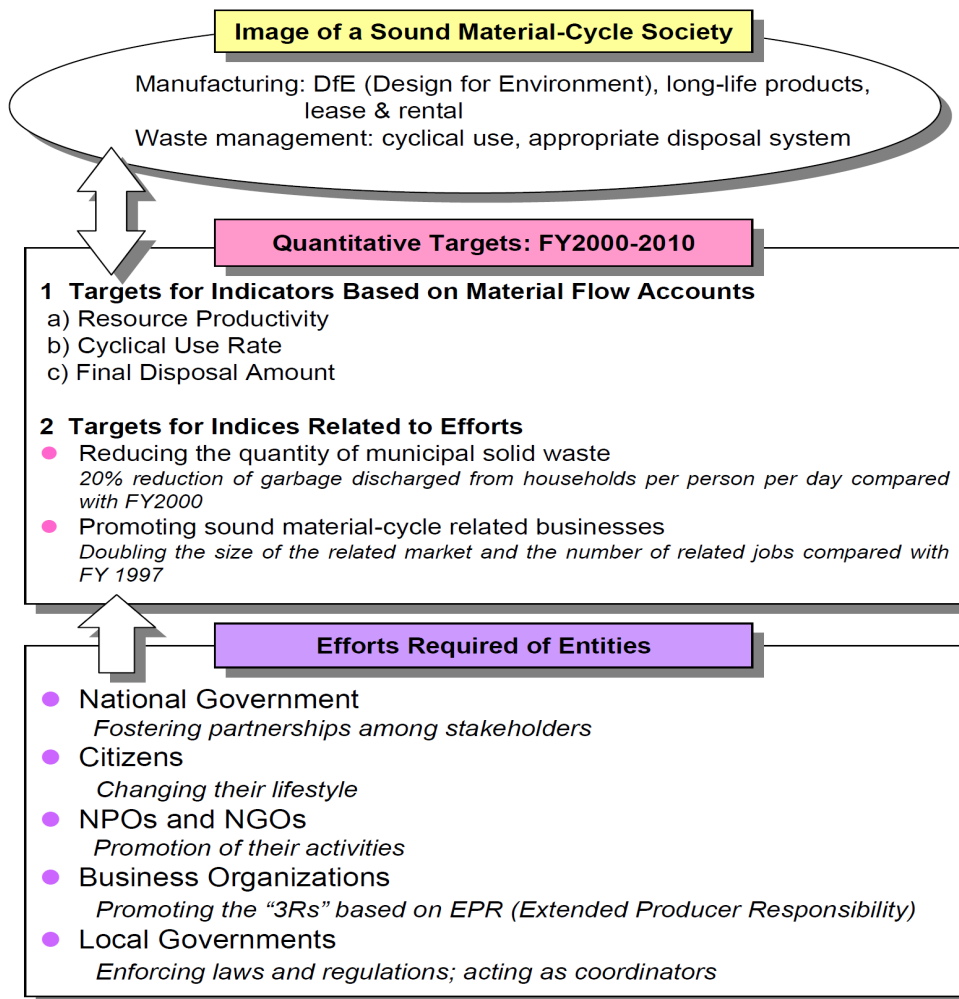 Image of a Sound Material-Cycle Society
Manufacturing: DfE (Design for Environment), long-life products,
lease & rental
Waste management: cyclical use, appropriate disposal system
Quantitative Targets: FY2000-2010
1 Targets for Indicators Based on Material Flow Accounts
a) Resource Productivity
b) Cyclical Use Rate
c) Final Disposal Amount
2 Targets for Indices Related to Efforts
● Reducing the quantity of municipal solid waste
20% reduction of garbage discharged from households per person per day compared
with FY2000
● Promoting sound material-cycle related businesses
Doubling the size of the related market and the number of related jobs compared with
FY 1997
Efforts Required of Entities
● National Government
Fostering partnerships among stakeholders
● Citizens
Changing their lifestyle
● NPOs and NGOs
Promotion of their activities
● Business Organizations
Promoting the “3Rs” based on EPR (Extended Producer Responsibility)
● Local Governments
Enforcing laws and regulations; acting as coordinators